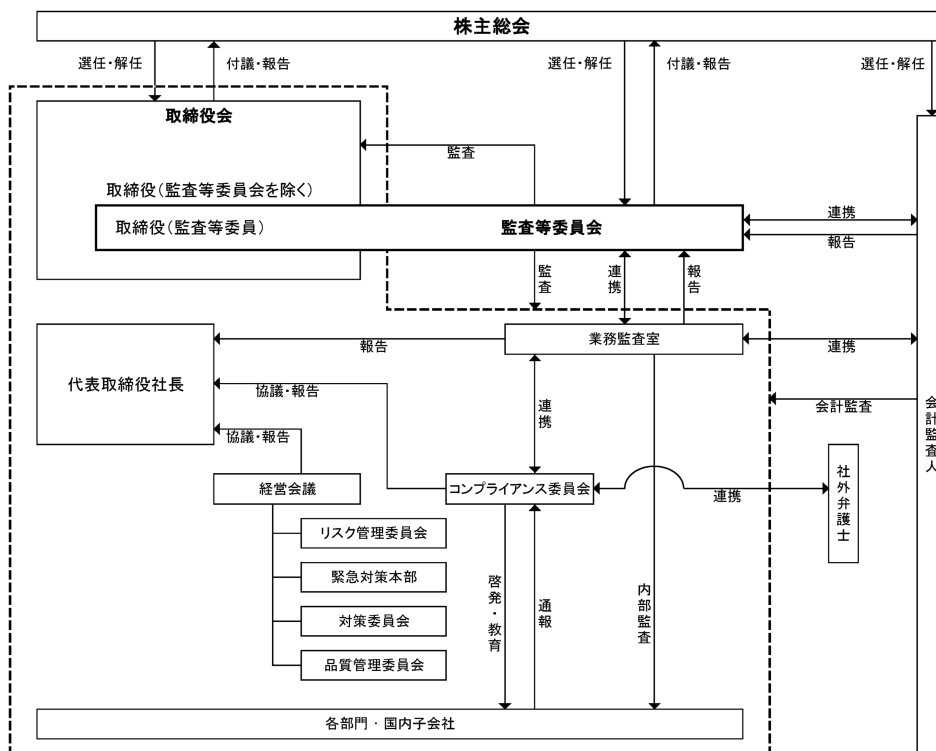 株主総会
選任・解任
付議・報告
選任・解任
付議・報告
選任・解任
取締役会
監査
取締役(監査等委員会を除く)
取締役(監査等委員)
監査等委員会
連携
報告
監査
連携
報告
業務監査室
報告
連携
代表取締役社長
協議・報告
連携
会計監査
会計監査人
協議・報告
経営会議
コンプライアンス委員会
連携
社外弁護士
リスク管理委員会
緊急対策本部
対策委員会
品質管理委員会
啓発・教育
通報
内部監査
各部門・国内子会社